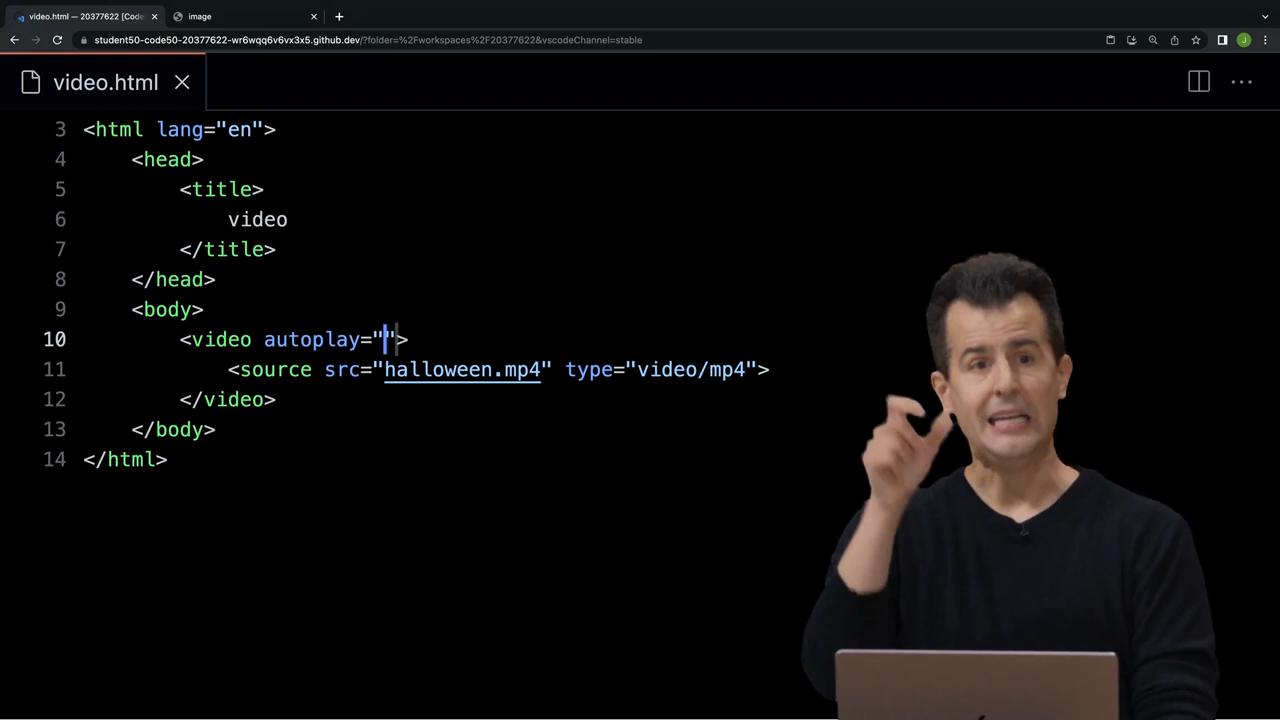 video.html — 20377622 [Code
image
student50-code50-20377622-wr6wqq6v6vx3x5.github.dev/?folder=%2Fworkspaces%2F20377622&vscodeChannel=stable
J
video.html
3 <html lang="en">
4 <head>
5 <title>
6 video
7 </title>
8 </head>
9 <body>
10 <video autoplay="">
11 <source src="halloween.mp4" type="video/mp4">
12 </video>
13 </body>
14 </html>